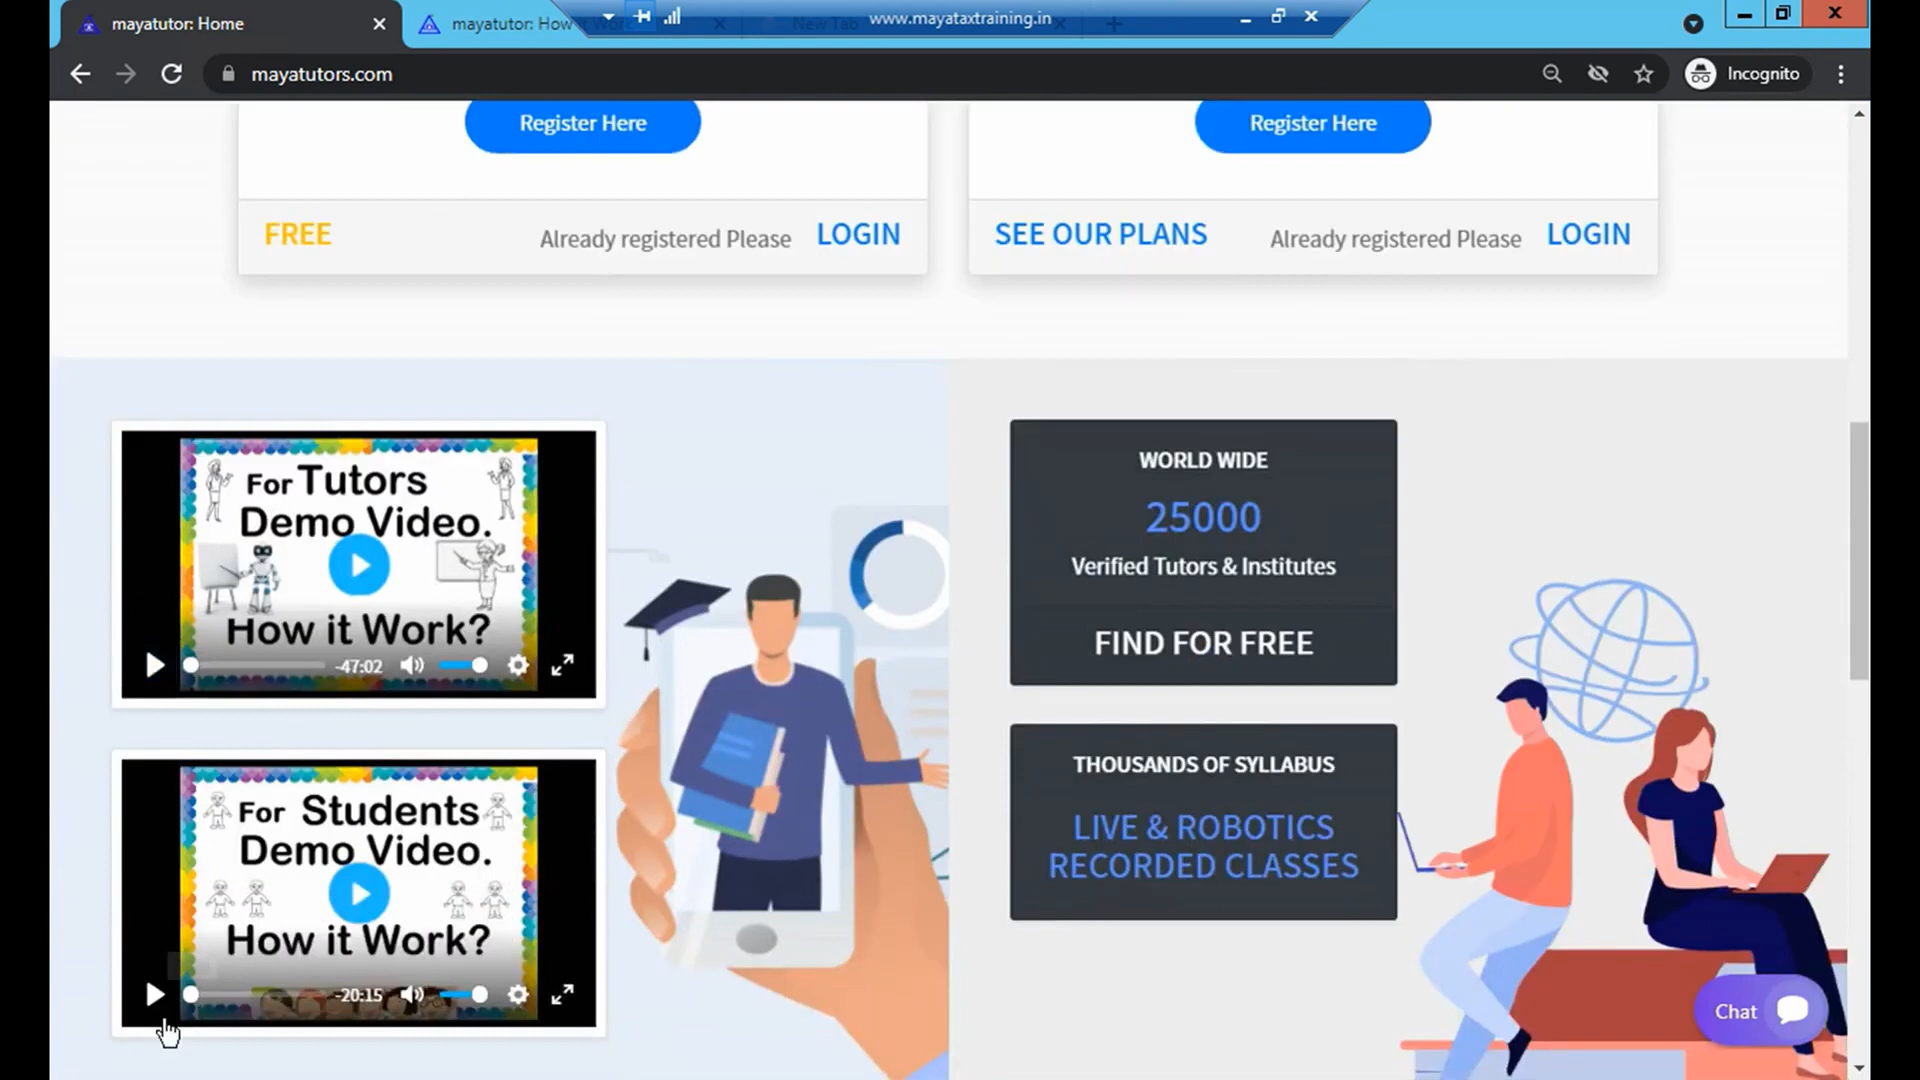 mayatutor: Home
mayatutor: How
New Tab
www.mayataxtraining.in
mayatutors.com
Incognito
Register Here
Register Here
FREE
Already registered Please
LOGIN
SEE OUR PLANS
Already registered Please
LOGIN
For Tutors
Demo Video.
How it Work?
-47:02
WORLD WIDE
25000
Verified Tutors & Institutes
FIND FOR FREE
For Students
Demo Video.
How it Work?
-20:15
THOUSANDS OF SYLLABUS
LIVE & ROBOTICS
RECORDED CLASSES
Chat